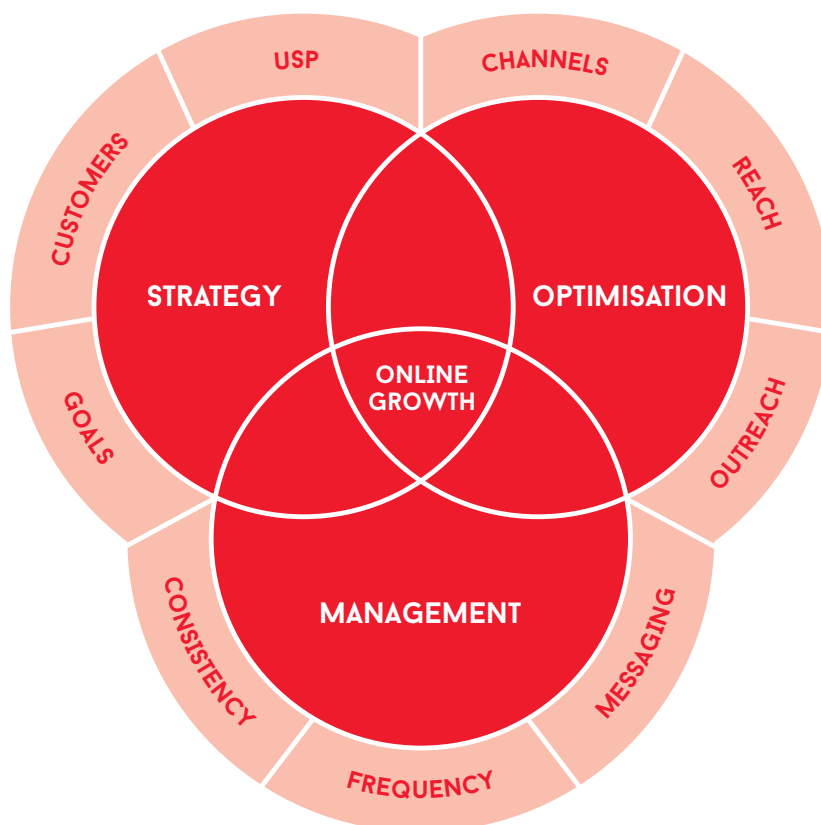 USP
CHANNELS
CUSTOMERS
REACH
STRATEGY
OPTIMISATION
ONLINE
GROWTH
GOALS
OUTREACH
CONSISTENCY
MANAGEMENT
MESSAGING
FREQUENCY